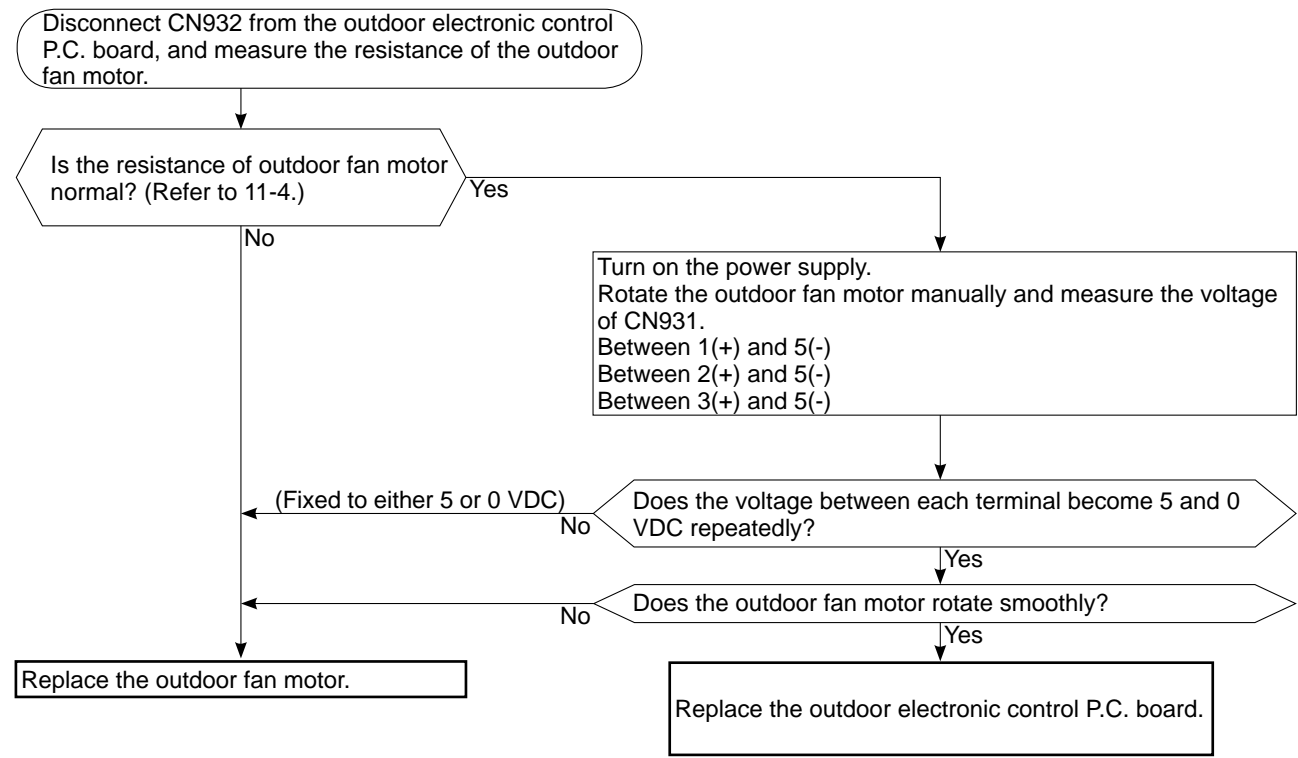 Disconnect CN932 from the outdoor electronic control
P.C. board, and measure the resistance of the outdoor
fan motor.
Is the resistance of outdoor fan motor
normal? (Refer to 11-4.)
Yes
No
Turn on the power supply.
Rotate the outdoor fan motor manually and measure the voltage
of CN931.
Between 1(+) and 5(-)
Between 2(+) and 5(-)
Between 3(+) and 5(-)
(Fixed to either 5 or 0 VDC)
No
Does the voltage between each terminal become 5 and 0
VDC repeatedly?
Yes
No
Does the outdoor fan motor rotate smoothly?
Yes
Replace the outdoor fan motor.
Replace the outdoor electronic control P.C. board.